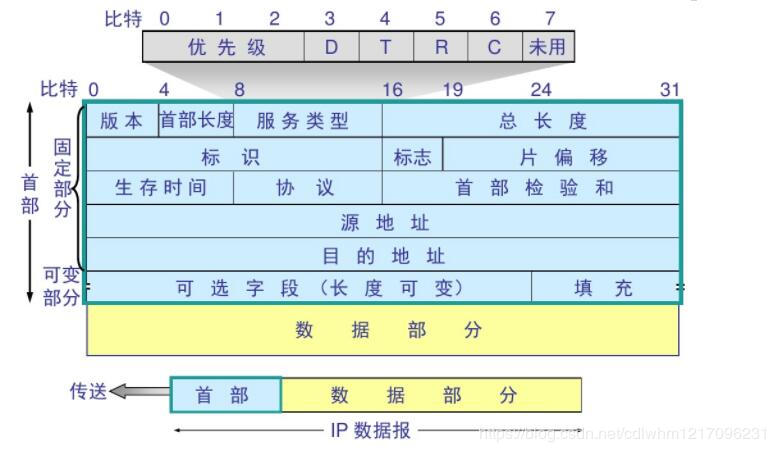 比特 0 1 2 3 4 5 6 7
优先级 D T R C 未用
比特 0 4 8 16 19 24 31
版本 首部长度 服务类型 总长度
标识 标志 片偏移
生存时间 协议 首部检验和
源地址
目的地址
可选字段（长度可变） 填充
首部
固定部分
可变部分
数据部分
传送 首部 数据部分
IP 数据报
https://blog.csdn.net/cdlwhm1217096231